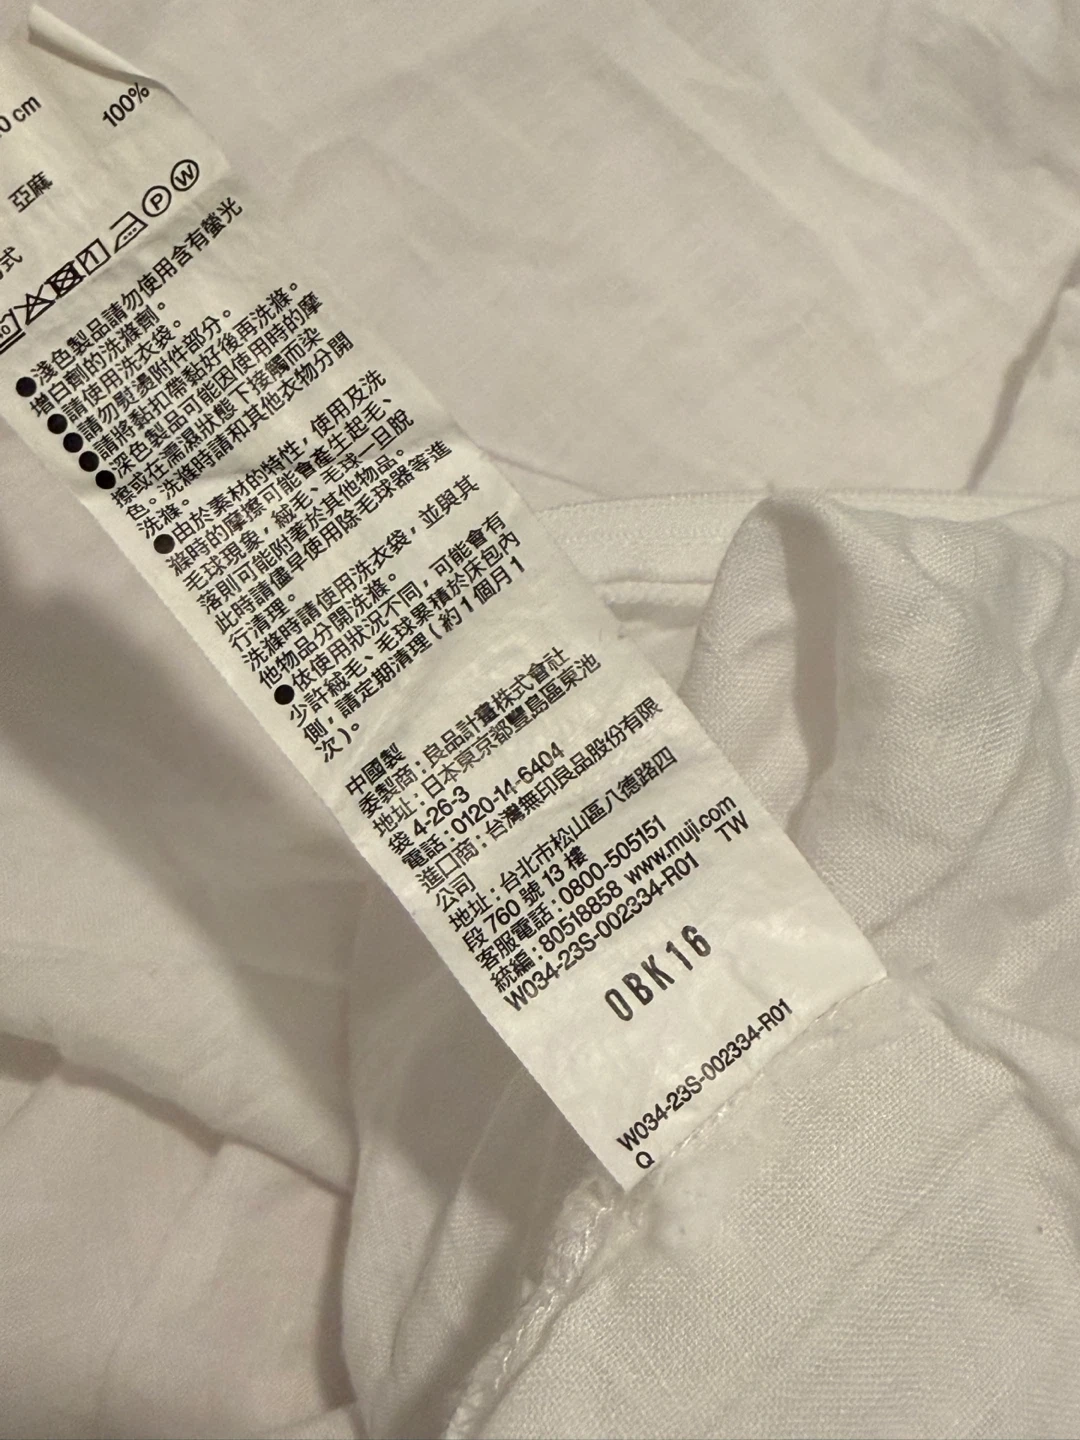 0 cm
100%
亞麻
式
P W
●淺色製品請勿使用含有螢光
增白劑的洗滌劑。
●請使用洗衣袋。
●請勿熨燙附件部分。
●請將黏扣帶黏好後再洗滌。
●深色製品可能因使用時的摩
擦或在濡濕狀態下接觸而染
色。洗滌時請和其他衣物分開
洗滌。
●由於素材的特性，使用及洗
滌時的摩擦可能會產生起毛、
毛球現象，絨毛、毛球一旦脫
落則可能附著於其他物品。
此時請儘早使用除毛球器等進
行清理。
洗滌時請使用洗衣袋，並與其
他物品分開洗滌。
●依使用狀況不同，可能會有
少許絨毛、毛球累積於床包內
側，請定期清理(約1個月1
次)。
中國製
委製商：良品計畫株式會社
地址：日本東京都豐島區東池
袋 4-26-3
電話：0120-14-6404
進口商：台灣無印良品股份有限
公司
地址：台北市松山區八德路四
段 760 號 13 樓
客服電話：0800-505151
統編：80518858 www.muji.com
W034-23S-002334-R01 TW
OBK16
W034-23S-002334-R01
Q